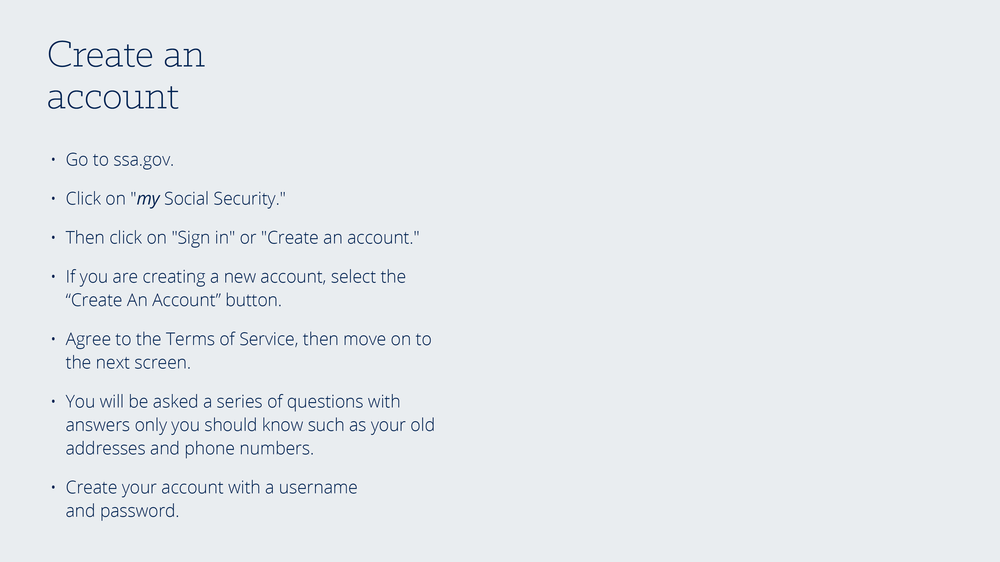 Create an
account
• Go to ssa.gov.
• Click on "my Social Security."
• Then click on "Sign in" or "Create an account."
• If you are creating a new account, select the
“Create An Account” button.
• Agree to the Terms of Service, then move on to
the next screen.
• You will be asked a series of questions with
answers only you should know such as your old
addresses and phone numbers.
• Create your account with a username
and password.